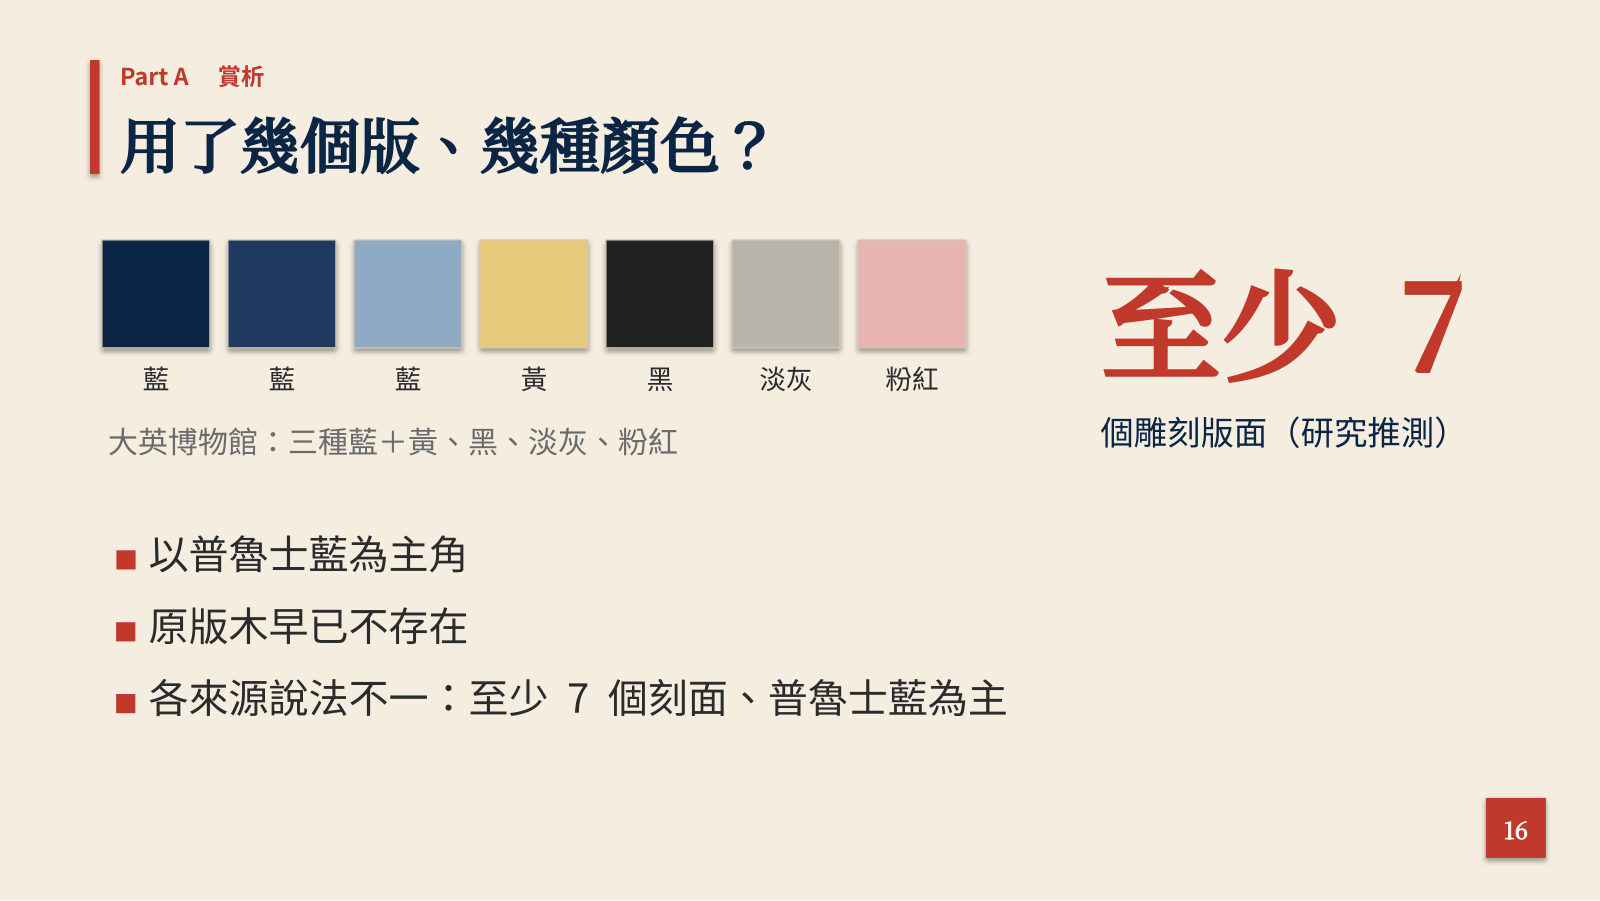 Part A 賞析
用了幾個版、幾種顏色？
藍 藍 藍 黃 黑 淡灰 粉紅
大英博物館：三種藍＋黃、黑、淡灰、粉紅
至少 7
個雕刻版面（研究推測）
以普魯士藍為主角
原版木早已不存在
各來源說法不一：至少 7 個刻面、普魯士藍為主
16